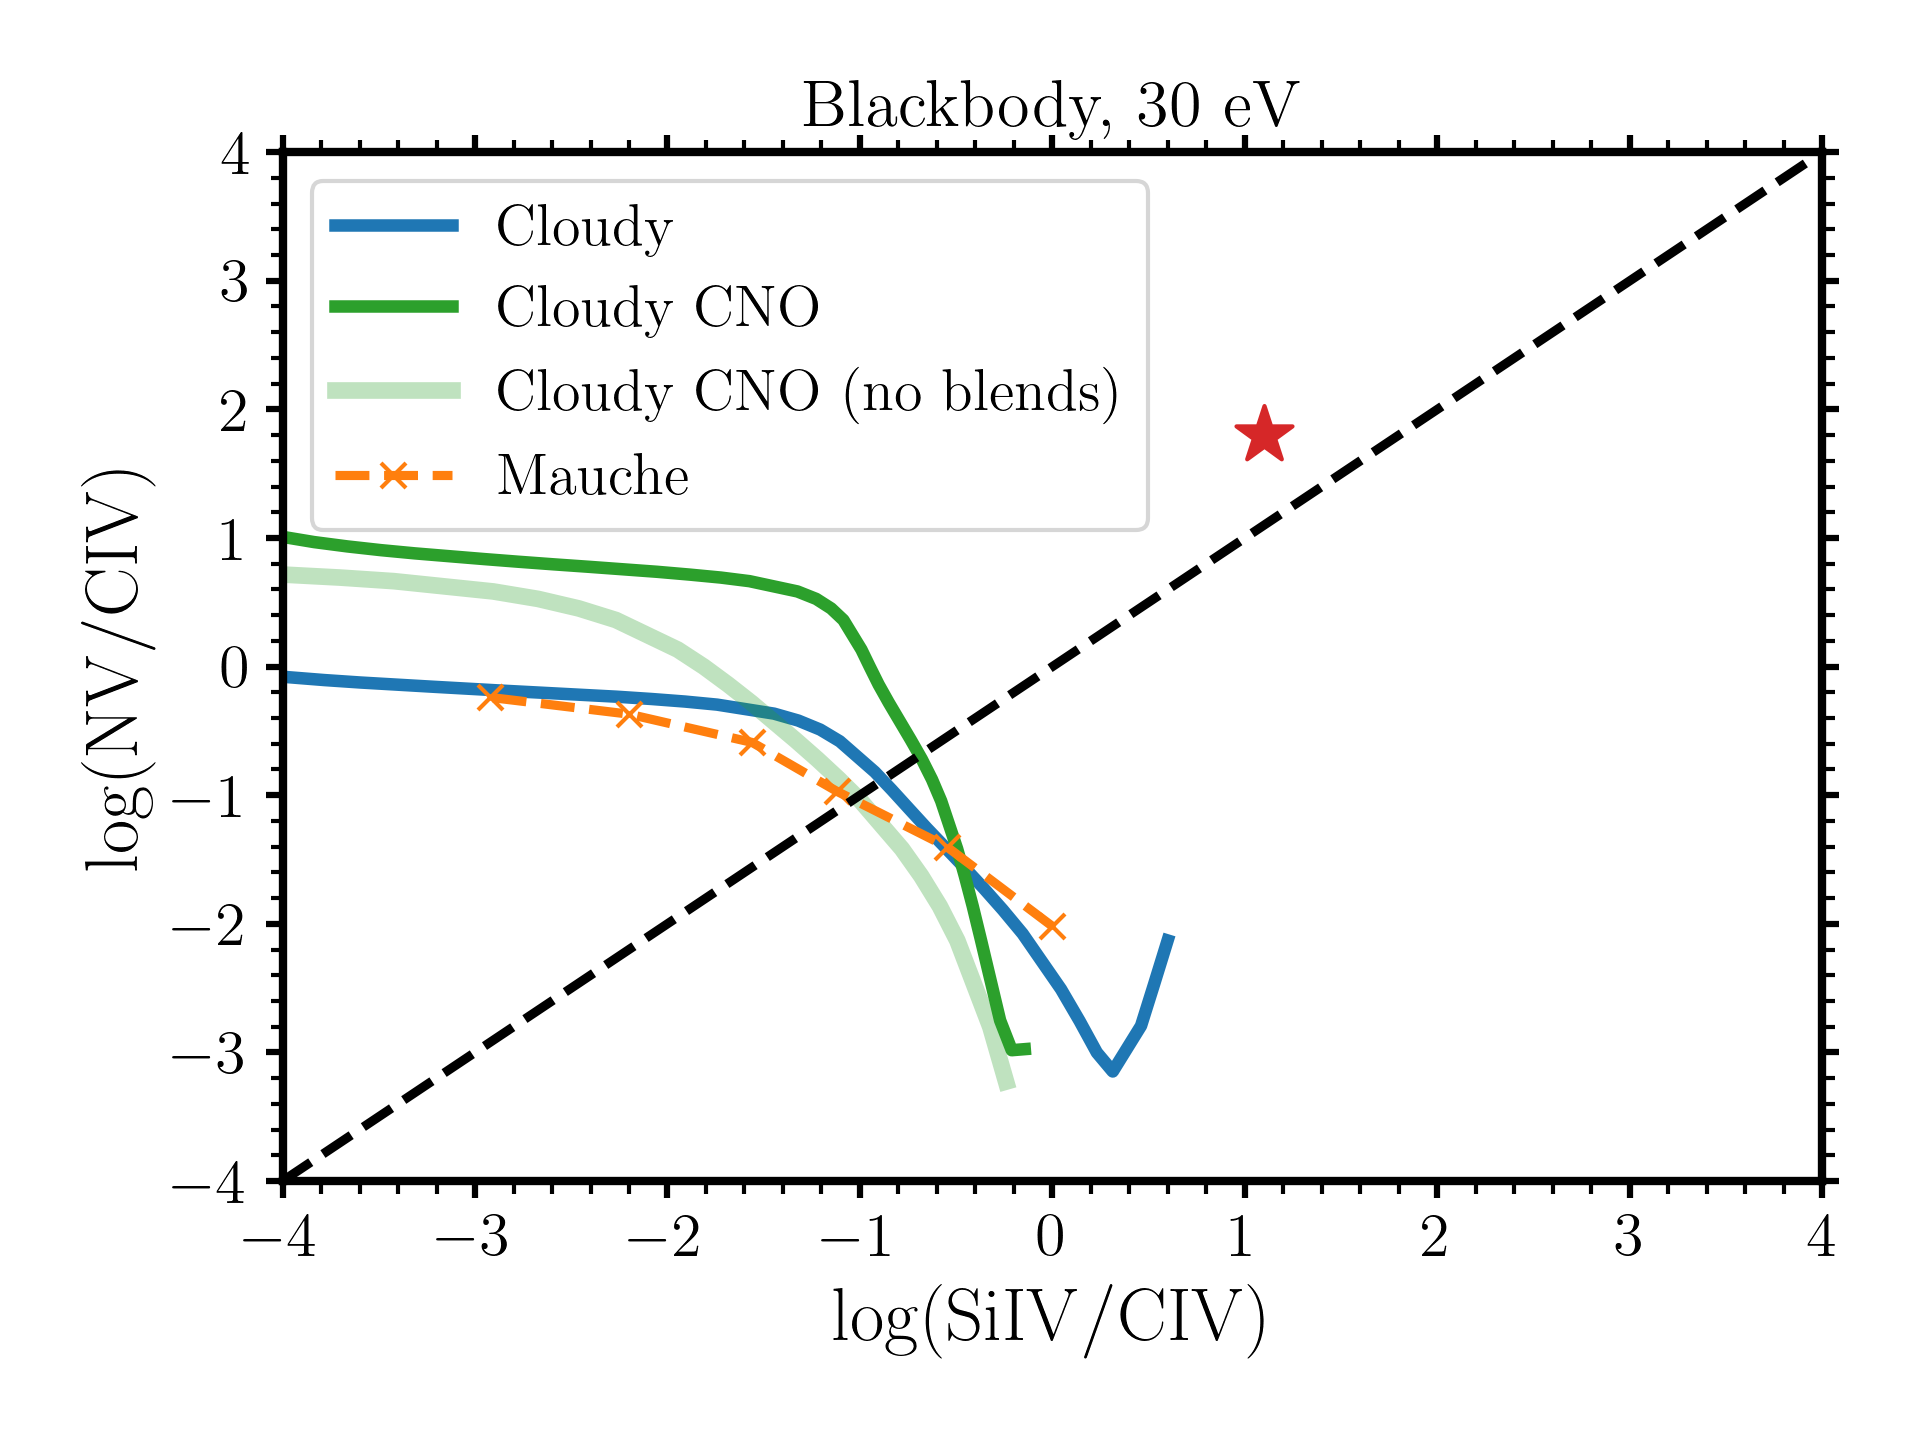 Blackbody, 30 eV
4
3
2
1
0
−1
−2
−3
−4
log(NV/CIV)
Cloudy
Cloudy CNO
Cloudy CNO (no blends)
Mauche
−4 −3 −2 −1 0 1 2 3 4
log(SiIV/CIV)